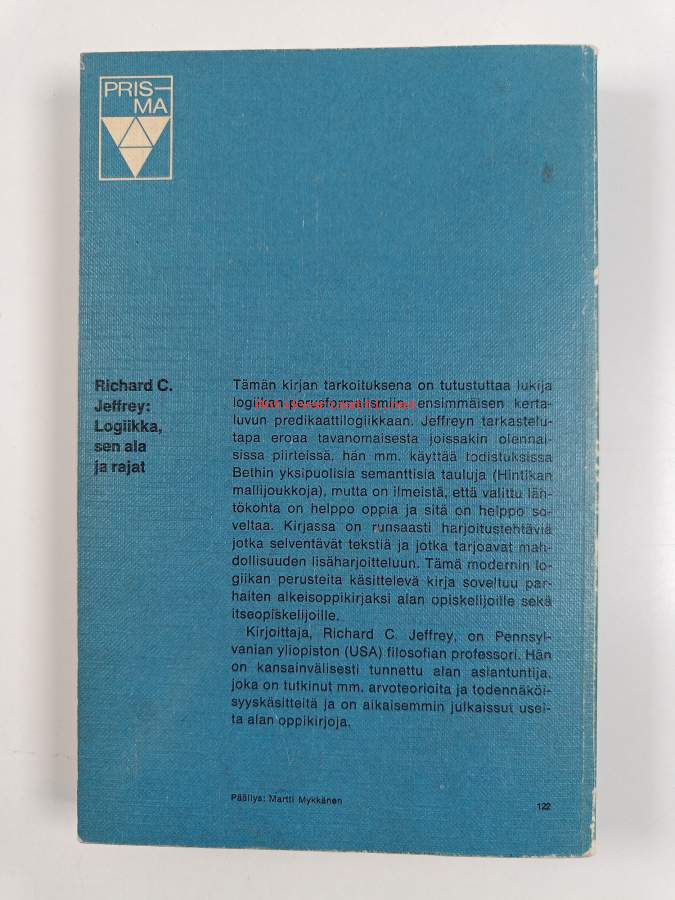 PRIS-
MA
Richard C.
Jeffrey:
Logiikka,
sen ala
ja rajat
Tämän kirjan tarkoituksena on tutustuttaa lukija
logiikan perusformalismiin, ensimmäisen kerta-
luvun predikaattilogiikkaan. Jeffreyn tarkastelu-
tapa eroaa tavanomaisesta joissakin olennai-
sissa piirteissä, hän mm. käyttää todistuksissa
Bethin yksipuolisia semanttisia tauluja (Hintikan
mallijoukkoja), mutta on ilmeistä, että valittu läh-
tökohta on helppo oppia ja sitä on helppo so-
veltaa. Kirjassa on runsaasti harjoitustehtäviä
jotka selventävät tekstiä ja jotka tarjoavat mah-
dollisuuden lisäharjoitteluun. Tämä modernin lo-
giikan perusteita käsittelevä kirja soveltuu par-
haiten alkeisoppikirjaksi alan opiskelijoille sekä
itseopiskelijoille.
Kirjoittaja, Richard C. Jeffrey, on Pennsyl-
vanian yliopiston (USA) filosofian professori. Hän
on kansainvälisesti tunnettu alan asiantuntija,
joka on tutkinut mm. arvoteorioita ja todennäköi-
syyskäsitteitä ja on aikaisemmin julkaissut usei-
ta alan oppikirjoja.
Päällys: Martti Mykkänen
122